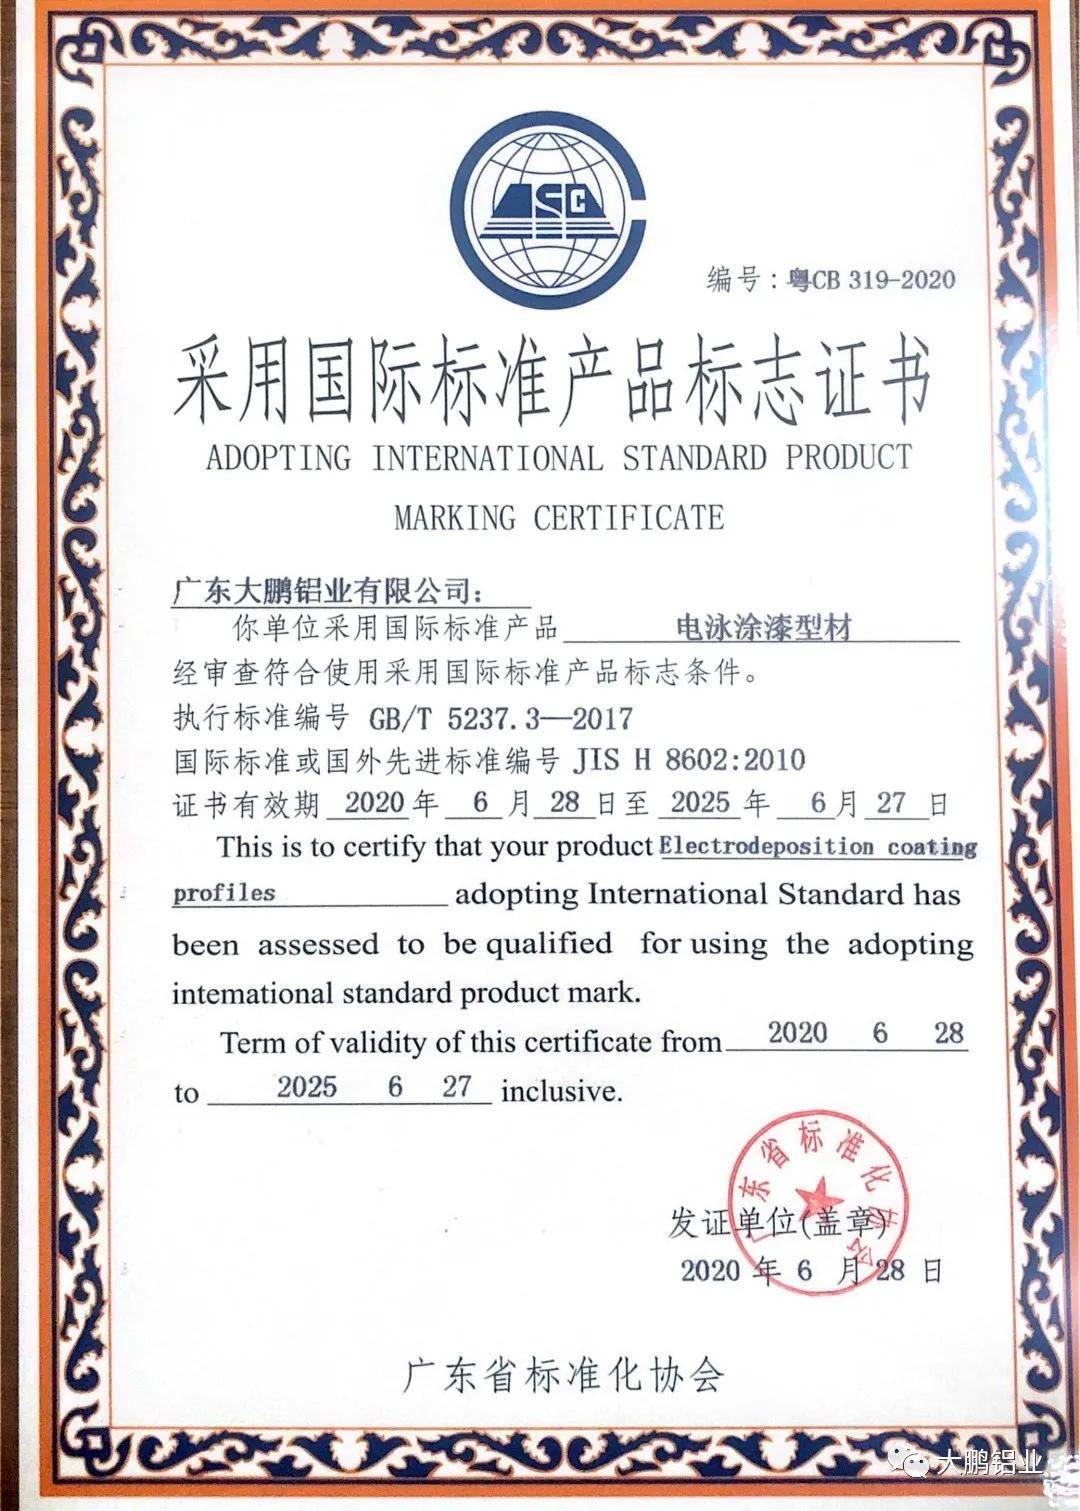 ASC
编号：粤CB 319-2020
采用国际标准产品标志证书
ADOPTING INTERNATIONAL STANDARD PRODUCT
MARKING CERTIFICATE
广东大鹏铝业有限公司：
你单位采用国际标准产品 电泳涂漆型材
经审查符合使用采用国际标准产品标志条件。
执行标准编号 GB/T 5237.3—2017
国际标准或国外先进标准编号 JIS H 8602:2010
证书有效期 2020 年 6 月 28 日至 2025 年 6 月 27 日
This is to certify that your product Electrodeposition coating
profiles adopting International Standard has
been assessed to be qualified for using the adopting
intemational standard product mark.
Term of validity of this certificate from 2020 6 28
to 2025 6 27 inclusive.
广东省标准化协会
发证单位(盖章)
2020 年 6 月 28 日
广东省标准化协会
大鹏铝业